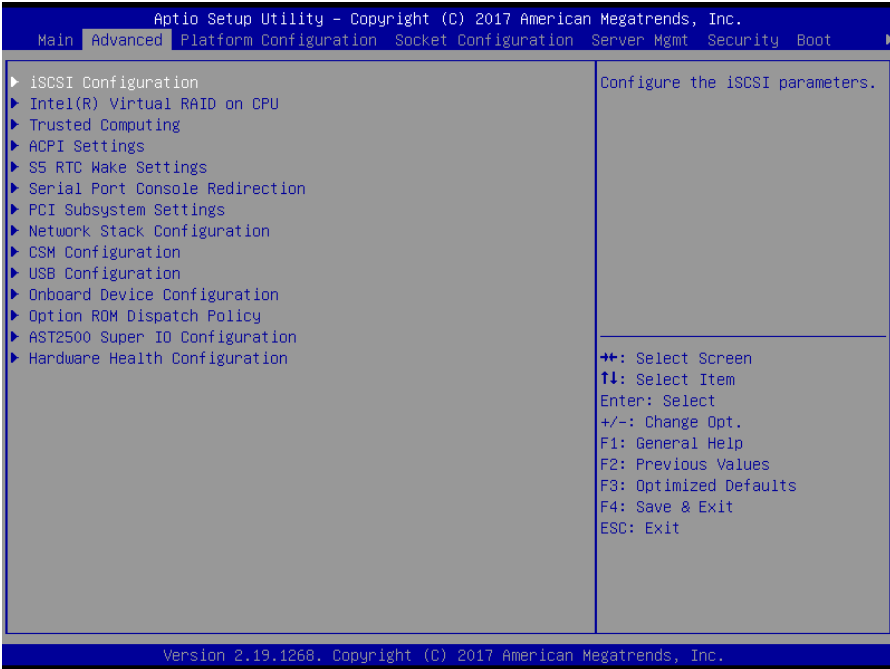 Aptio Setup Utility – Copyright (C) 2017 American Megatrends, Inc.
Main Advanced Platform Configuration Socket Configuration Server Mgmt Security Boot
iSCSI Configuration
Intel(R) Virtual RAID on CPU
Trusted Computing
ACPI Settings
S5 RTC Wake Settings
Serial Port Console Redirection
PCI Subsystem Settings
Network Stack Configuration
CSM Configuration
USB Configuration
Onboard Device Configuration
Option ROM Dispatch Policy
AST2500 Super IO Configuration
Hardware Health Configuration
Configure the iSCSI parameters.
→←: Select Screen
↑↓: Select Item
Enter: Select
+/-: Change Opt.
F1: General Help
F2: Previous Values
F3: Optimized Defaults
F4: Save & Exit
ESC: Exit
Version 2.19.1268. Copyright (C) 2017 American Megatrends, Inc.